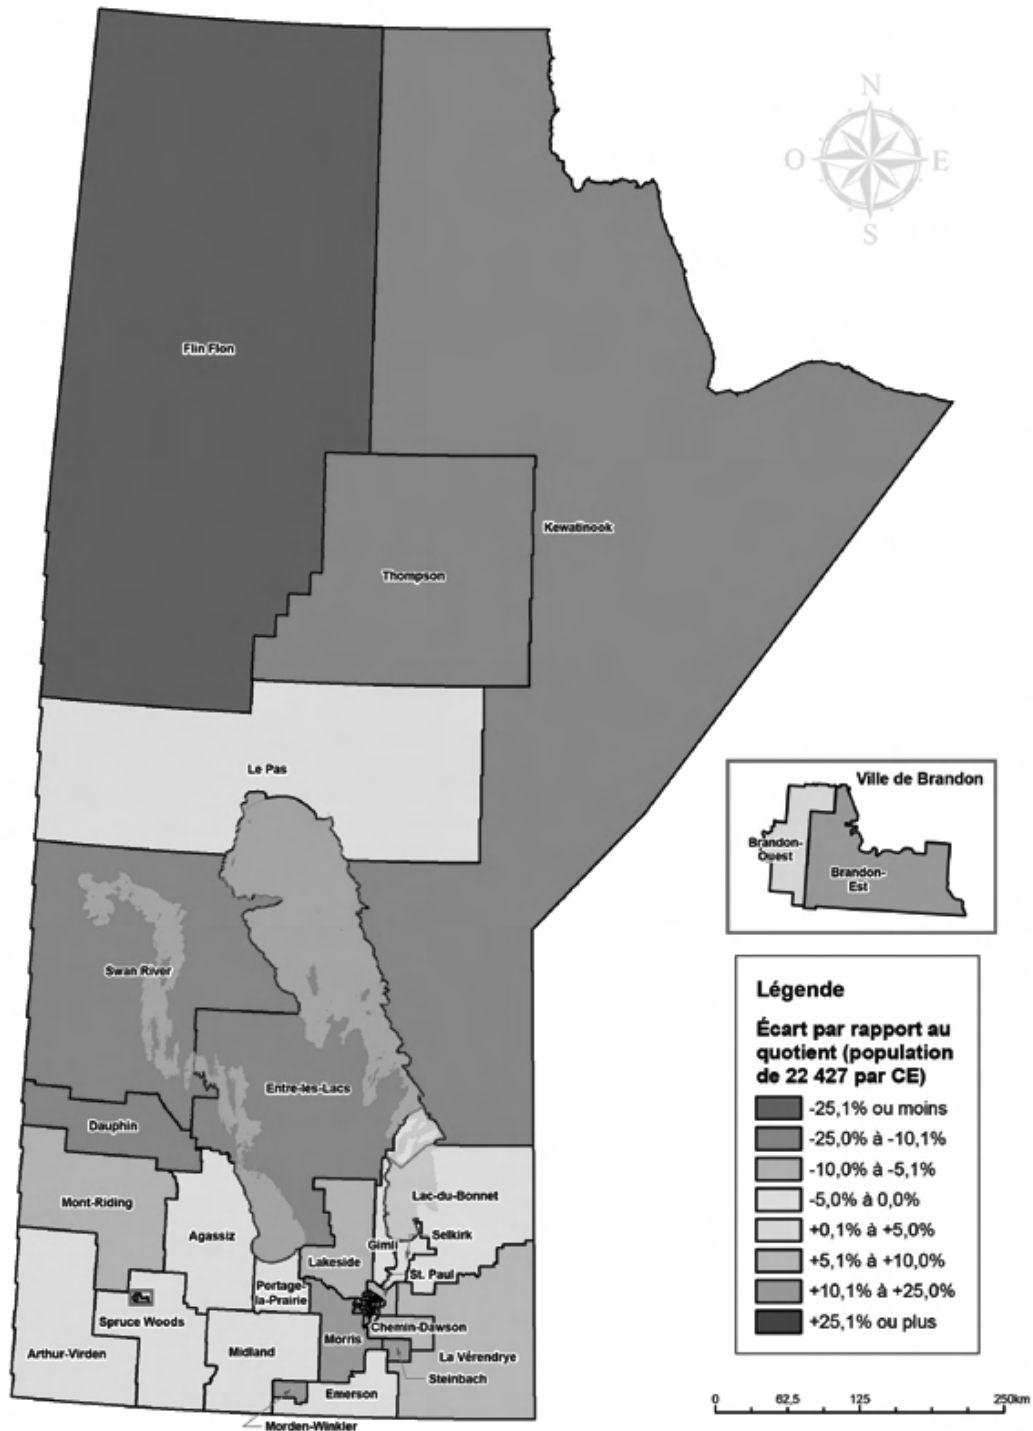 N
O
E
S
Flin Flon
Kewatinook
Thompson
Le Pas
Ville de Brandon
Brandon-
Ouest
Brandon-
Est
Swan River
Entre-les-Lacs
Dauphin
Mont-Riding
Lac-du-Bonnet
Agassiz
Selkirk
Gimli
Lakeside
St. Paul
Portage-
la-Prairie
Spruce Woods
Chemin-Dawson
Morris
Arthur-Virden
Midland
La Vérendrye
Steinbach
Emerson
Morden-Winkler
Légende
Écart par rapport au
quotient (population
de 22 427 par CE)
-25,1% ou moins
-25,0% à -10,1%
-10,0% à -5,1%
-5,0% à 0,0%
+0,1% à +5,0%
+5,1% à +10,0%
+10,1% à +25,0%
+25,1% ou plus
0 62,5 125 250km